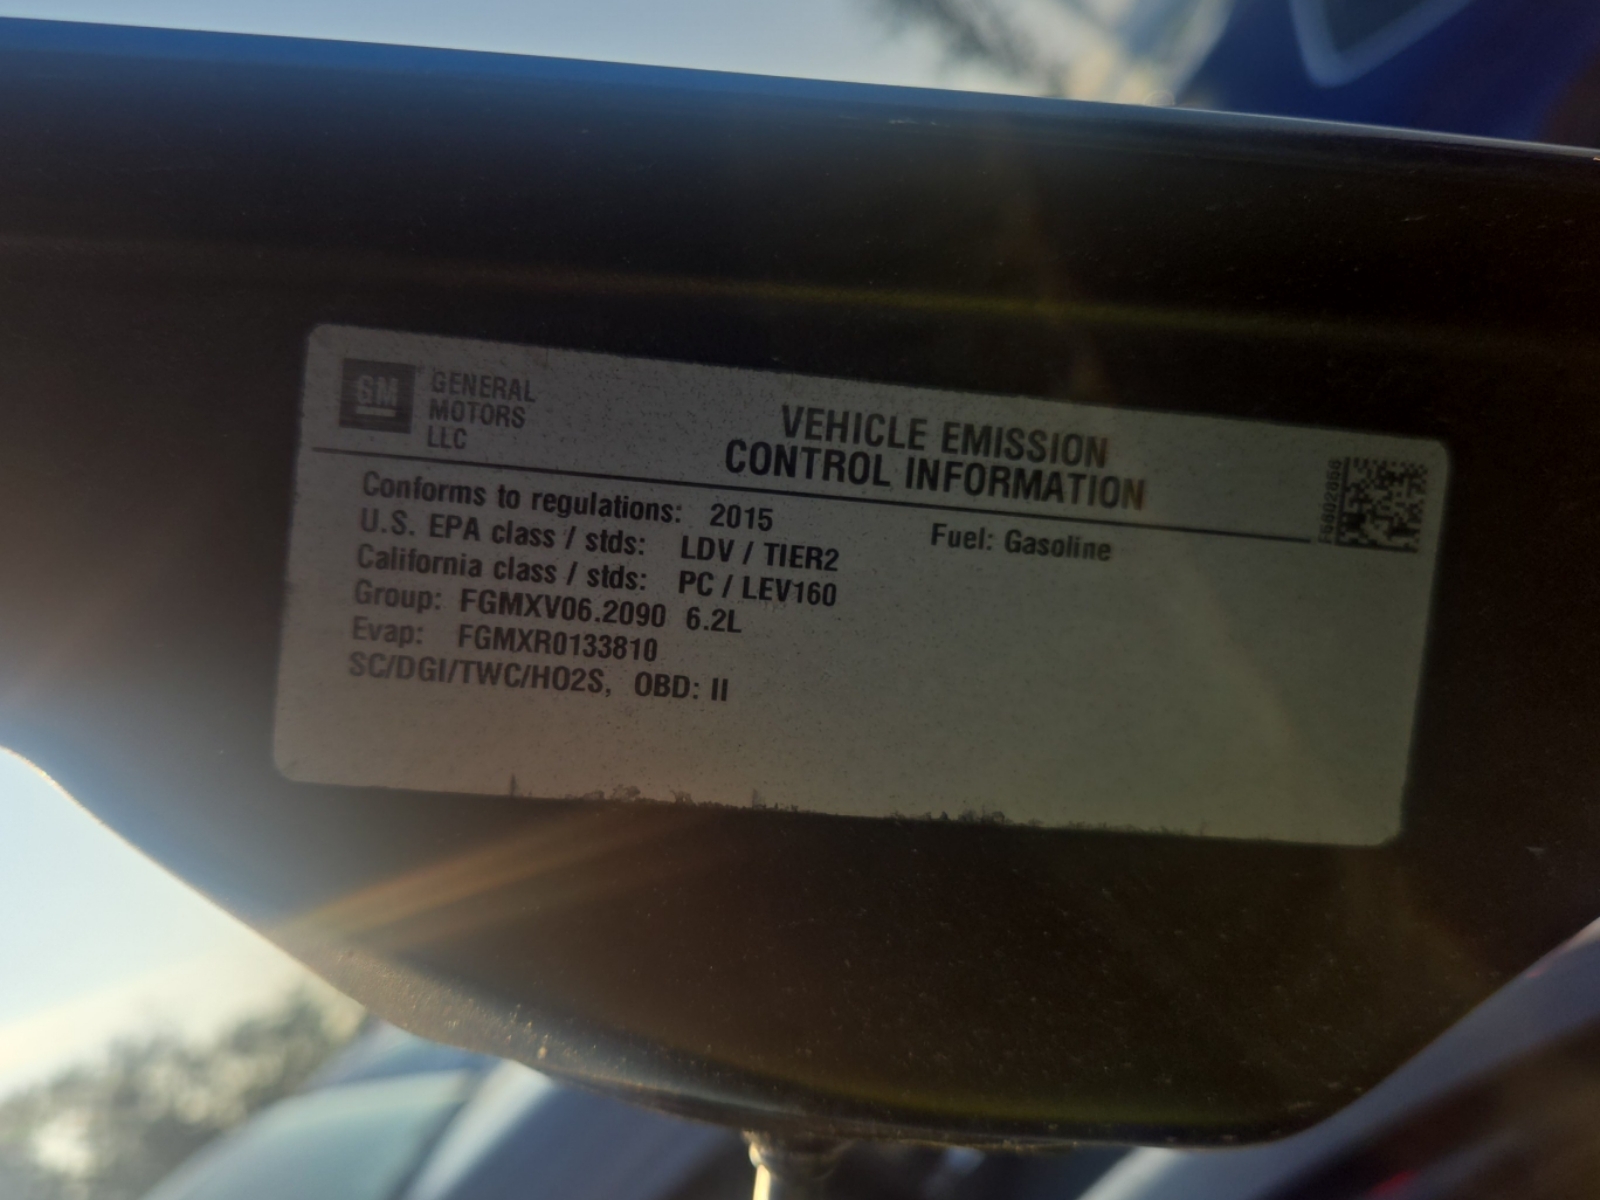 GM
GENERAL
MOTORS
LLC
VEHICLE EMISSION
CONTROL INFORMATION
Conforms to regulations: 2015
Fuel: Gasoline
U.S. EPA class / stds: LDV / TIER2
California class / stds: PC / LEV160
Group: FGMXV06.2090 6.2L
Evap: FGMXR0133810
SC/DGI/TWC/HO2S, OBD: II